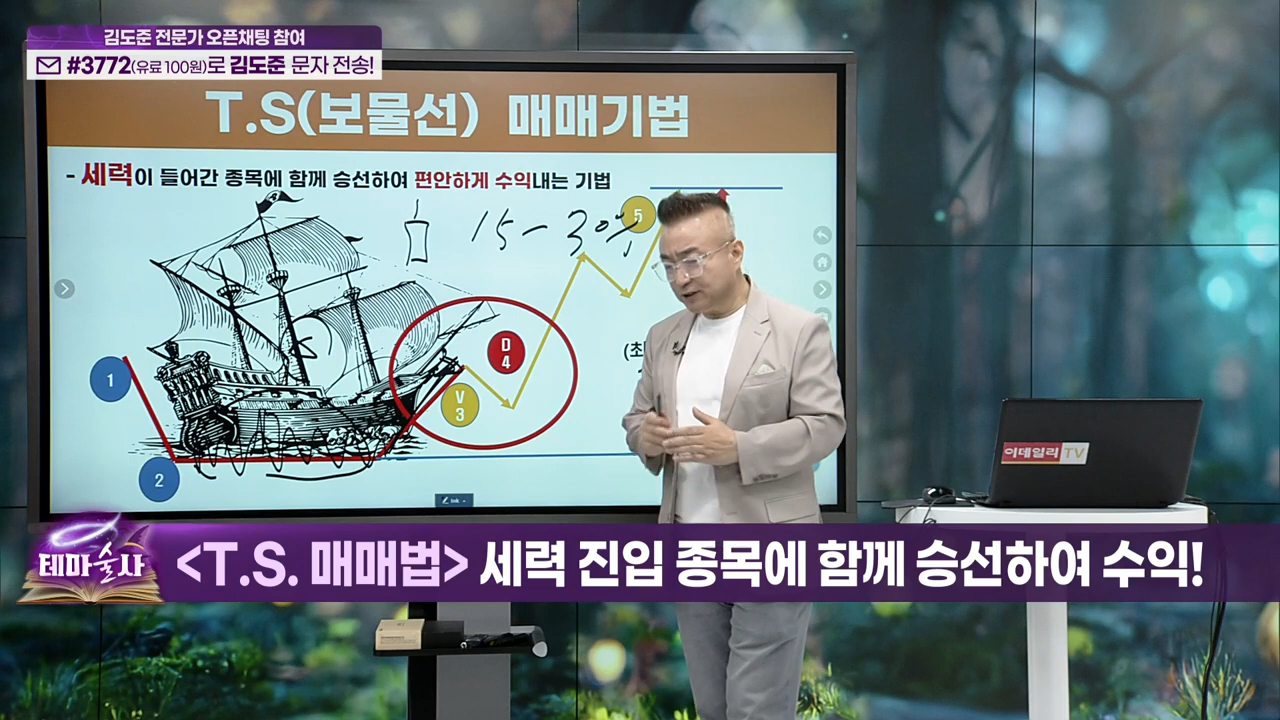 김도준 전문가 오픈채팅 참여
#3772(유료 100원)로 김도준 문자 전송!
T.S(보물선) 매매기법
- 세력이 들어간 종목에 함께 승선하여 편안하게 수익내는 기법
15-30%
5
1
D
4
V
3
(최
2
Ink
이데일리 TV
테마술사
<T.S. 매매법> 세력 진입 종목에 함께 승선하여 수익!